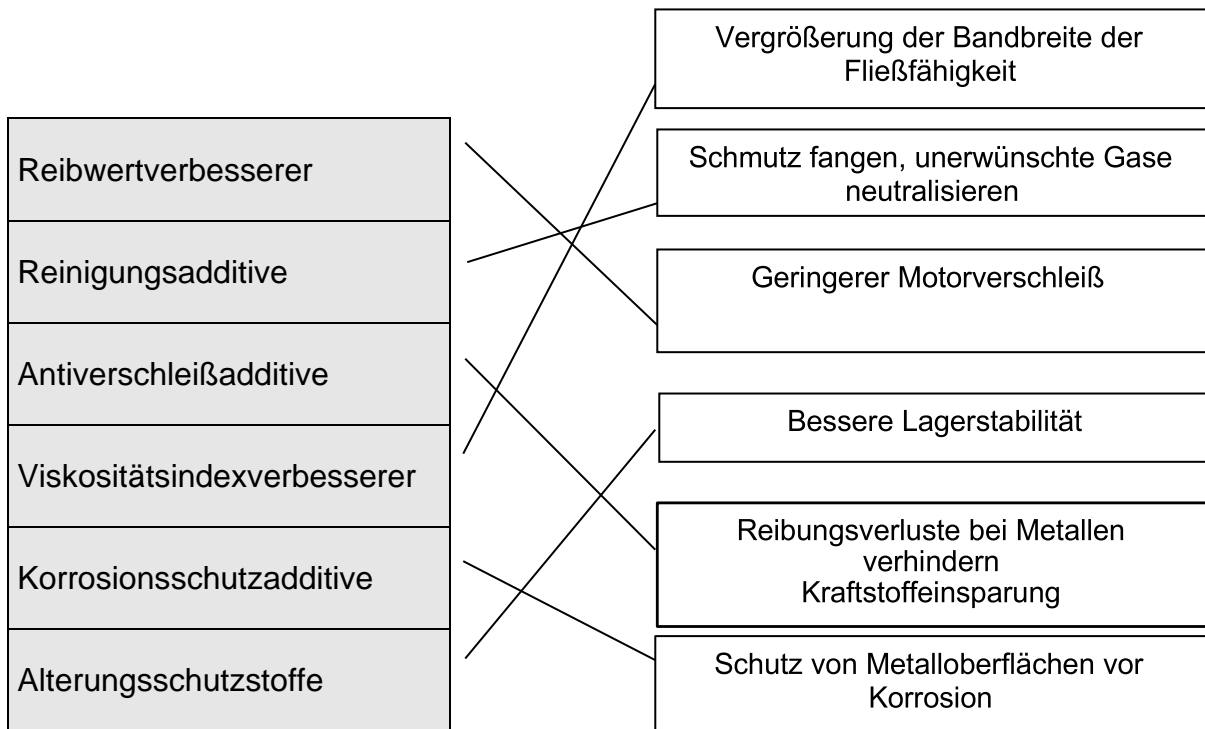 Reibwertverbesserer
Reinigungsadditive
Antiverschleißadditive
Viskositätsindexverbesserer
Korrosionsschutzadditive
Alterungsschutzstoffe
Vergrößerung der Bandbreite der
Fließfähigkeit
Schmutz fangen, unerwünschte Gase
neutralisieren
Geringerer Motorverschleiß
Bessere Lagerstabilität
Reibungsverluste bei Metallen
verhindern
Kraftstoffeinsparung
Schutz von Metalloberflächen vor
Korrosion